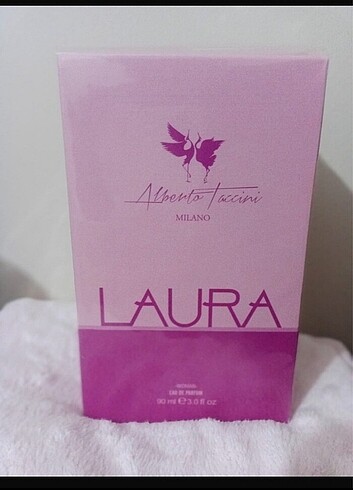 Alberto Taccini
MILANO
LAURA
EAU DE PARFUM
90 ml ℮ 3.0 fl oz